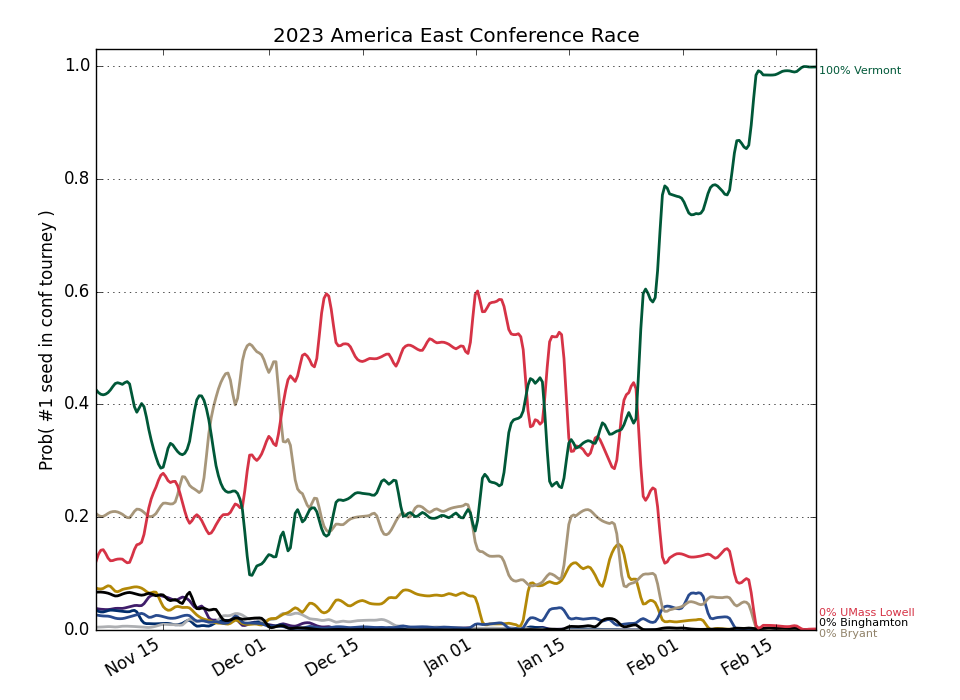 2023 America East Conference Race
Prob( #1 seed in conf tourney )
1.0
0.8
0.6
0.4
0.2
0.0
Nov 15
Dec 01
Dec 15
Jan 01
Jan 15
Feb 01
Feb 15
100% Vermont
0% UMass Lowell
0% Binghamton
0% Bryant